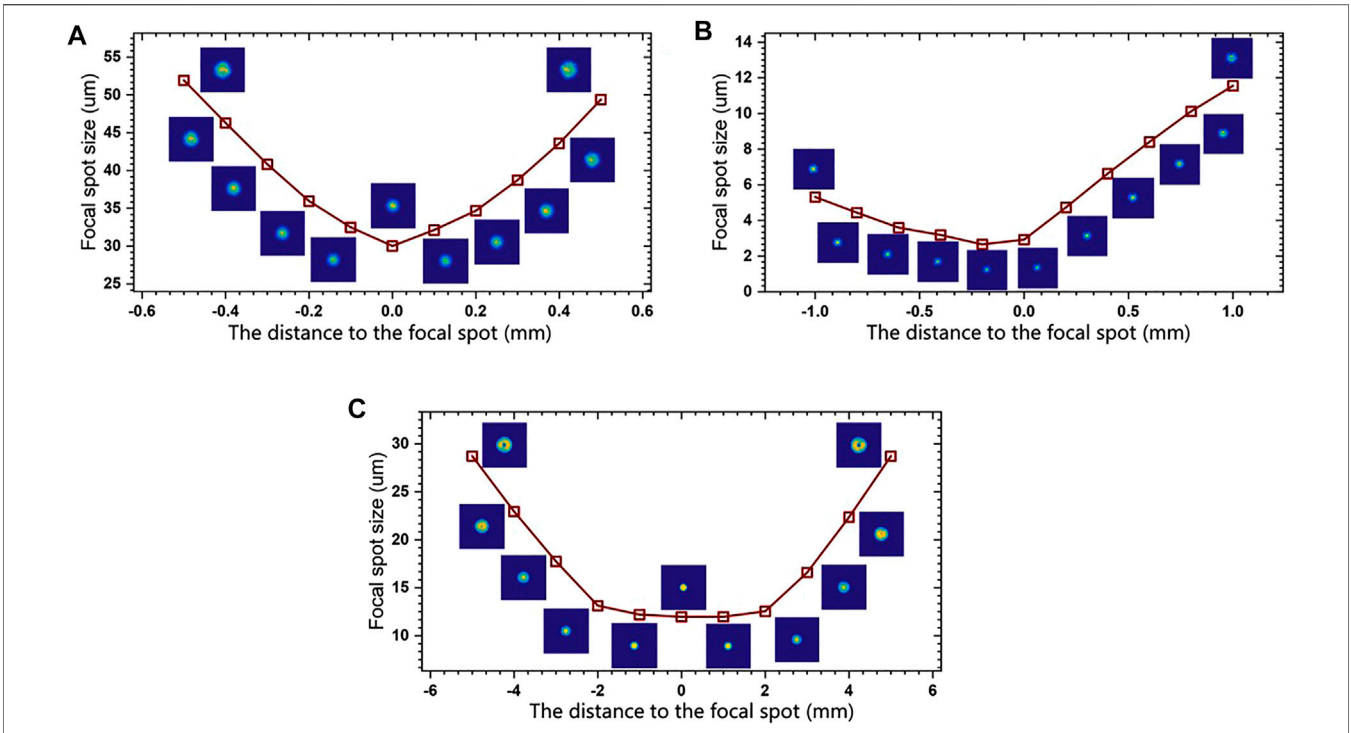 A
Focal spot size (um)
55
50
45
40
35
30
25
-0.6 -0.4 -0.2 0.0 0.2 0.4 0.6
The distance to the focal spot (mm)
B
Focal spot size (um)
14
12
10
8
6
4
2
0
-1.0 -0.5 0.0 0.5 1.0
The distance to the focal spot (mm)
C
Focal spot size (um)
30
25
20
15
10
-6 -4 -2 0 2 4 6
The distance to the focal spot (mm)